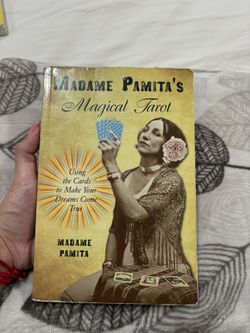 MADAME PAMITA'S
Magical Tarot
Using
the Cards
to Make Your
Dreams Come
True
MADAME
PAMITA